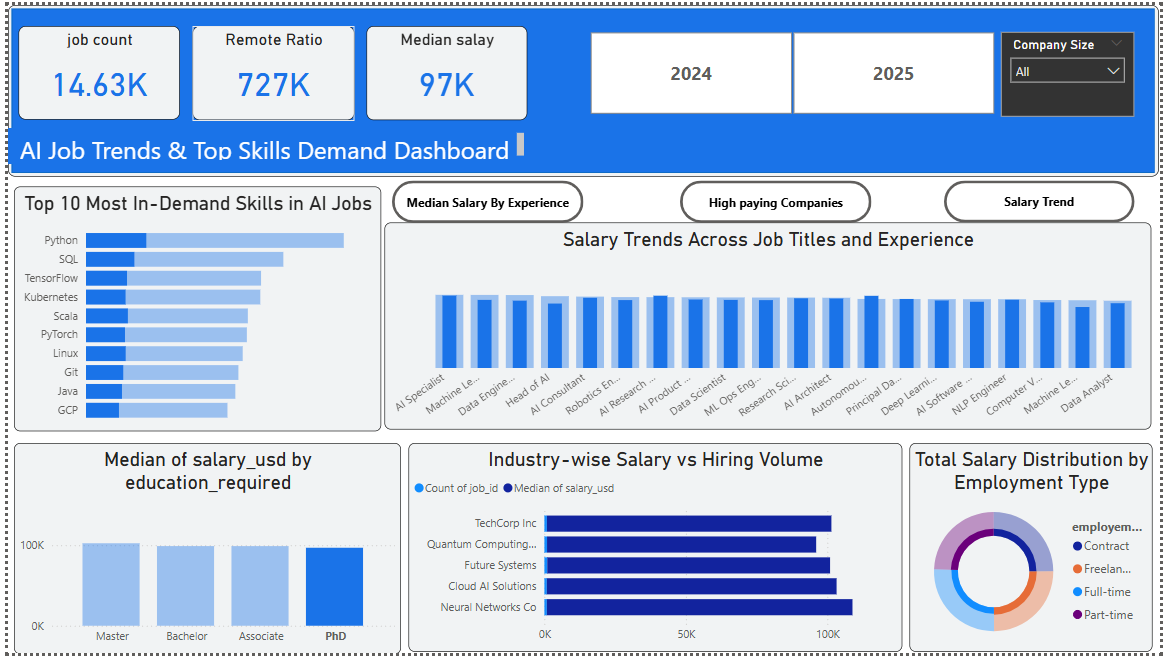 job count
14.63K
Remote Ratio
727K
Median salay
97K
2024
2025
Company Size
All
AI Job Trends & Top Skills Demand Dashboard
Top 10 Most In-Demand Skills in AI Jobs
Python
SQL
TensorFlow
Kubernetes
Scala
PyTorch
Linux
Git
Java
GCP
Median Salary By Experience
High paying Companies
Salary Trend
Salary Trends Across Job Titles and Experience
AI Specialist
Machine Le...
Data Engine...
Head of AI
AI Consultant
Robotics En...
AI Research ...
AI Product ...
Data Scientist
ML Ops Eng...
Research Sci...
AI Architect
Autonomou...
Principal Da...
Deep Learni...
AI Software ...
NLP Engineer
Computer V...
Machine Le...
Data Analyst
Median of salary_usd by
education_required
100K
0K
Master
Bachelor
Associate
PhD
Industry-wise Salary vs Hiring Volume
Count of job_id
Median of salary_usd
TechCorp Inc
Quantum Computing...
Future Systems
Cloud AI Solutions
Neural Networks Co
0K
50K
100K
Total Salary Distribution by
Employment Type
employem...
Contract
Freelan...
Full-time
Part-time